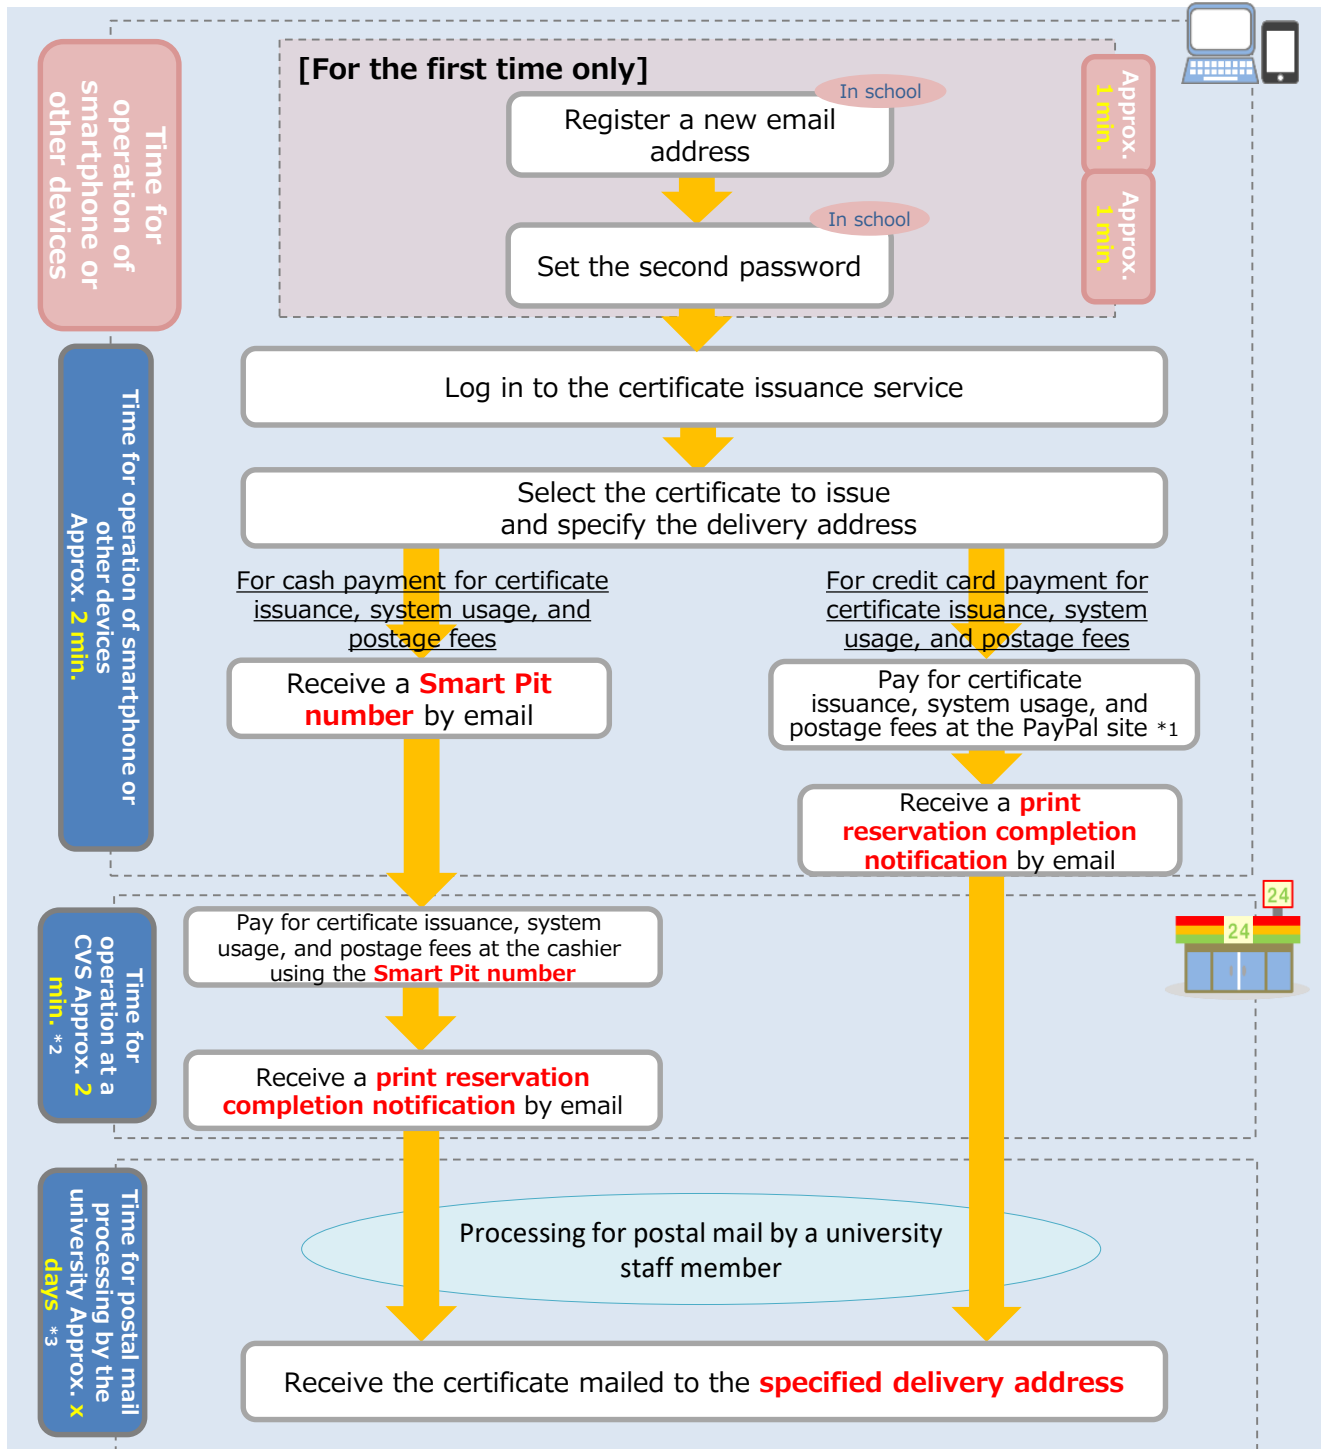 [For the first time only]
In school
Register a new email
address
Approx.
1 min.
In school
Set the second password
Approx.
1 min.
Time for
operation of
smartphone or
other devices
Log in to the certificate issuance service
Select the certificate to issue
and specify the delivery address
Time for operation of smartphone or
other devices
Approx. 2 min.
For cash payment for certificate
issuance, system usage, and
postage fees
Receive a Smart Pit
number by email
For credit card payment for
certificate issuance, system
usage, and postage fees
Pay for certificate
issuance, system usage, and
postage fees at the PayPal site *1
Receive a print
reservation completion
notification by email
24
24
Time for
operation at a
CVS Approx. 2
min. *2
Pay for certificate issuance, system
usage, and postage fees at the cashier
using the Smart Pit number
Receive a print reservation
completion notification by email
Time for postal mail
processing by the
university Approx. x
days *3
Processing for postal mail by a university
staff member
Receive the certificate mailed to the specified delivery address